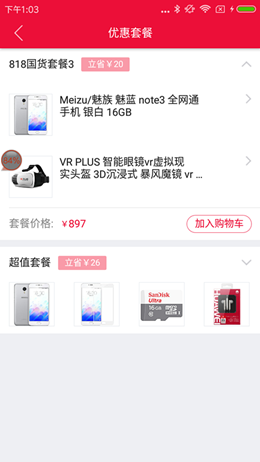 下午1:03
优惠套餐
818国货套餐3 立省￥20
Meizu/魅族 魅蓝 note3 全网通
手机 银白 16GB
84%
VR PLUS 智能眼镜vr虚拟现
实头盔 3D沉浸式 暴风魔镜 vr ...
套餐价格: ￥897 加入购物车
超值套餐 立省￥26
SanDisk
Ultra
16